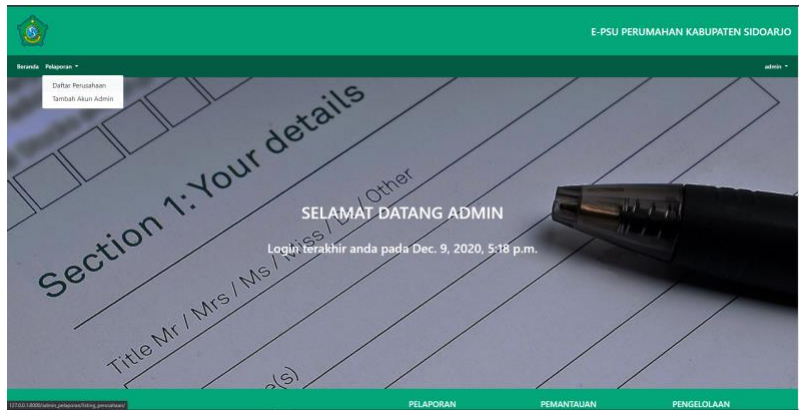 E-PSU PERUMAHAN KABUPATEN SIDOARJO
Beranda Pelaporan admin
Daftar Perusahaan
Tambah Akun Admin
Section 1: Your details
SELAMAT DATANG ADMIN
Login terakhir anda pada Dec. 9, 2020, 5:18 p.m.
Title Mr / Mrs / Ms / Miss / Dr / Other
(s)
127.0.0.1:8000/admin_pelaporan/listing_perusahaan/
PELAPORAN PEMANTAUAN PENGELOLAAN